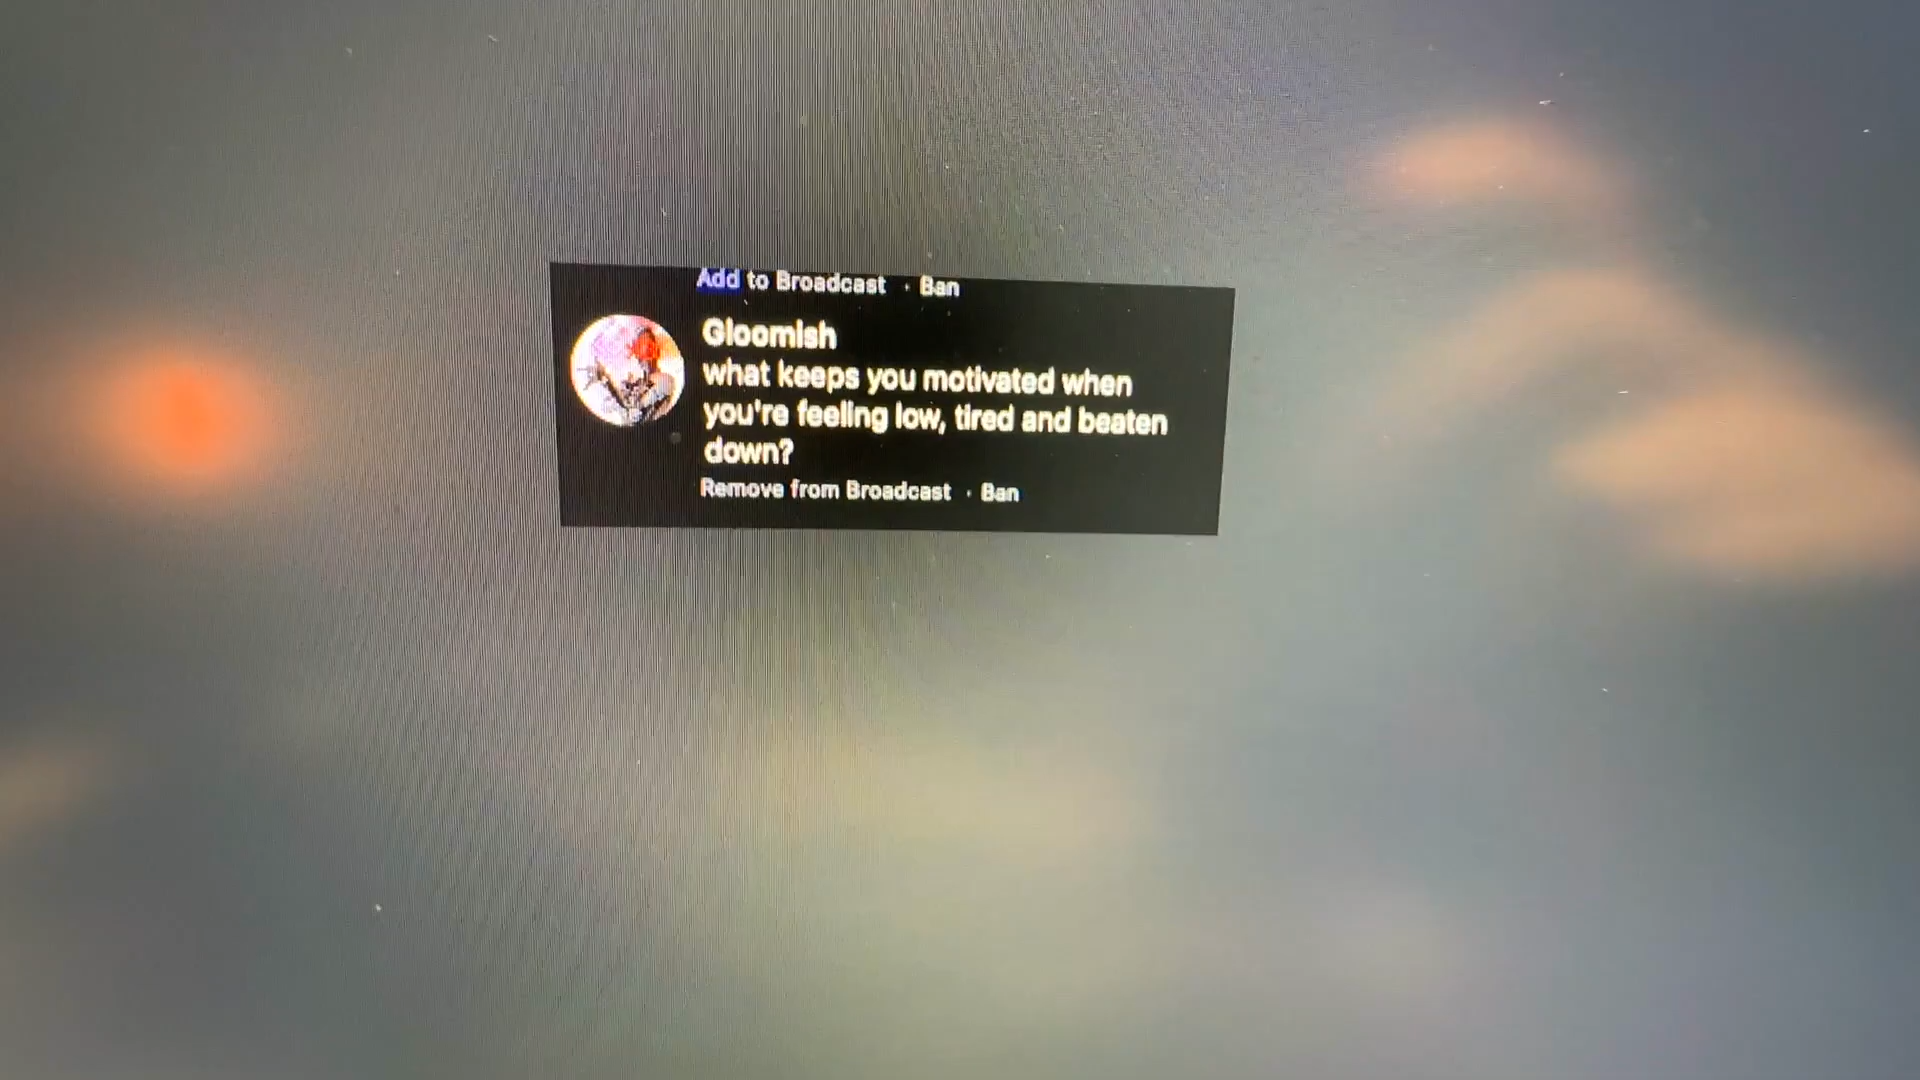 Add to Broadcast · Ban
Gloomish
what keeps you motivated when
you're feeling low, tired and beaten
down?
Remove from Broadcast · Ban